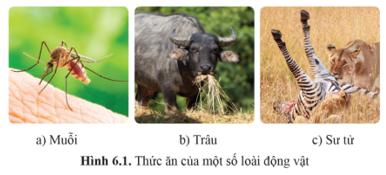 a) Muỗi
b) Trâu
c) Sư tử
Hình 6.1. Thức ăn của một số loài động vật